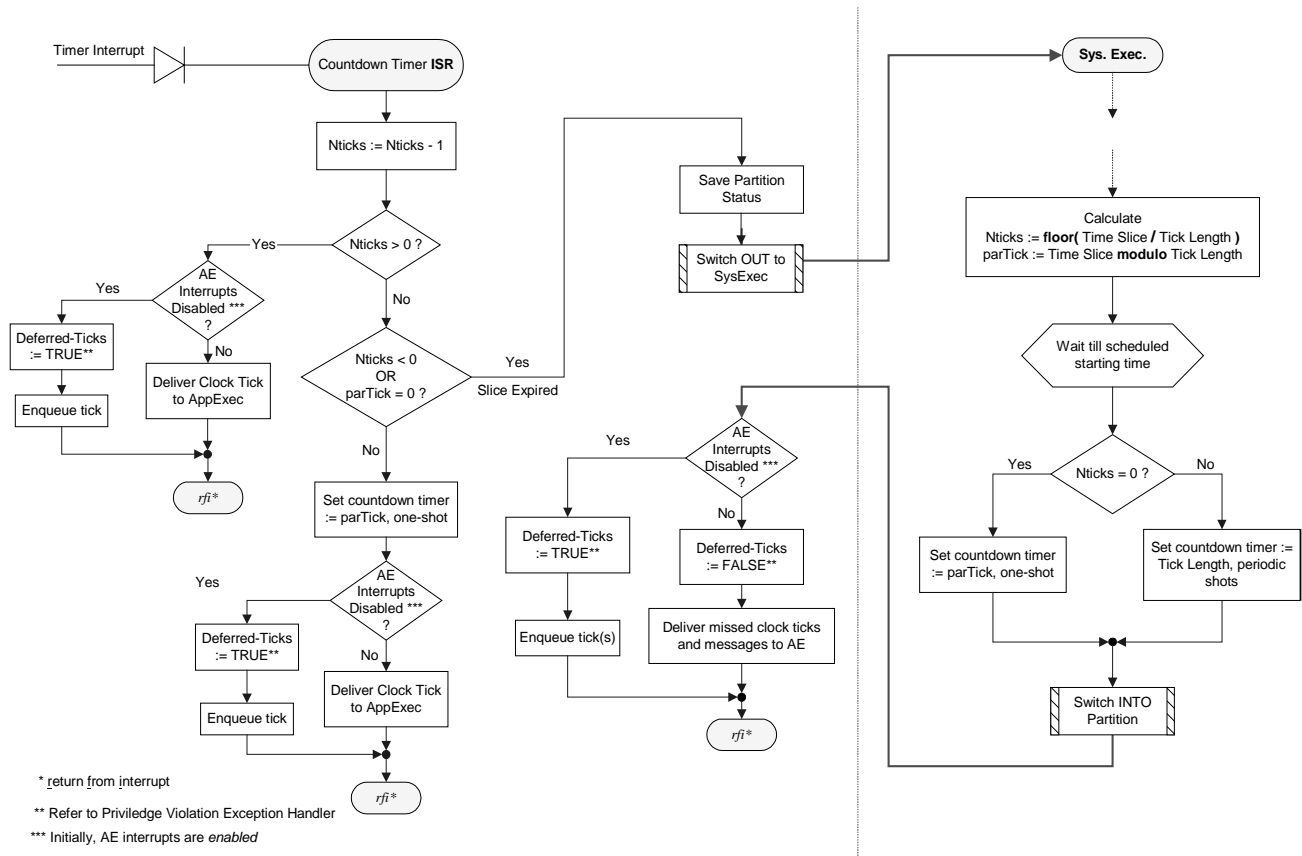 Timer Interrupt
Countdown Timer ISR
Nticks := Nticks - 1
Nticks > 0 ?
Yes
No
AE
Interrupts
Disabled ***
?
Yes
No
Deferred-Ticks
:= TRUE**
Enqueue tick
Deliver Clock Tick
to AppExec
rfi*
Nticks < 0
OR
parTick = 0 ?
Yes
Slice Expired
No
Set countdown timer
:= parTick, one-shot
AE
Interrupts
Disabled ***
?
Yes
No
Deferred-Ticks
:= TRUE**
Enqueue tick
Deliver Clock Tick
to AppExec
rfi*
Save Partition
Status
Switch OUT to
SysExec
AE
Interrupts
Disabled ***
?
Yes
No
Deferred-Ticks
:= TRUE**
Enqueue tick(s)
Deferred-Ticks
:= FALSE**
Deliver missed clock ticks
and messages to AE
rfi*
Sys. Exec.
Calculate
Nticks := floor( Time Slice / Tick Length )
parTick := Time Slice modulo Tick Length
Wait till scheduled
starting time
Nticks = 0 ?
Yes
No
Set countdown timer
:= parTick, one-shot
Set countdown timer :=
Tick Length, periodic
shots
Switch INTO
Partition
* return from interrupt
** Refer to Priviledge Violation Exception Handler
*** Initially, AE interrupts are enabled